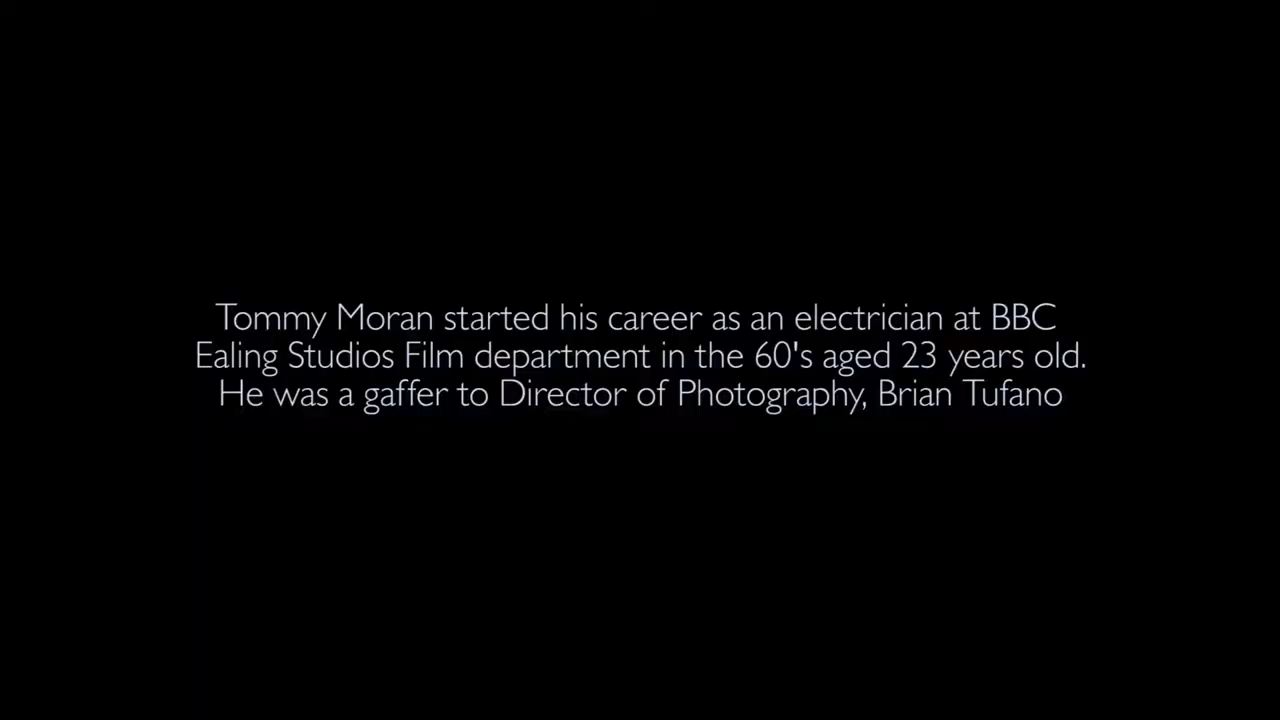 Tommy Moran started his career as an electrician at BBC
Ealing Studios Film department in the 60's aged 23 years old.
He was a gaffer to Director of Photography, Brian Tufano